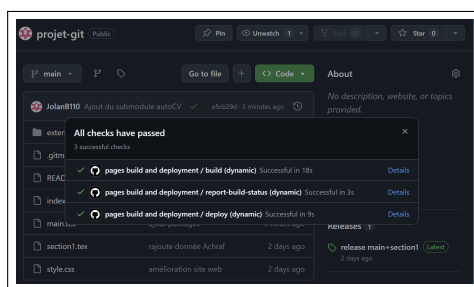 projet-git Public
Pin
Unwatch 1
Star 0
main
Go to file
Code
About
No description, website, or topics
provided.
JolanB110 Ajout du submodule autoCV
e5cb29d · 3 minutes ago
All checks have passed
3 successful checks
pages build and deployment / build (dynamic) Successful in 18s Details
pages build and deployment / report-build-status (dynamic) Successful in 3s Details
pages build and deployment / deploy (dynamic) Successful in 9s Details
exter
.gitm
READ
index
main.tex
Releases 1
section1.tex rajoute donnée Achraf 2 days ago
release main+section1 Latest
2 days ago
style.css amélioration site web 2 days ago